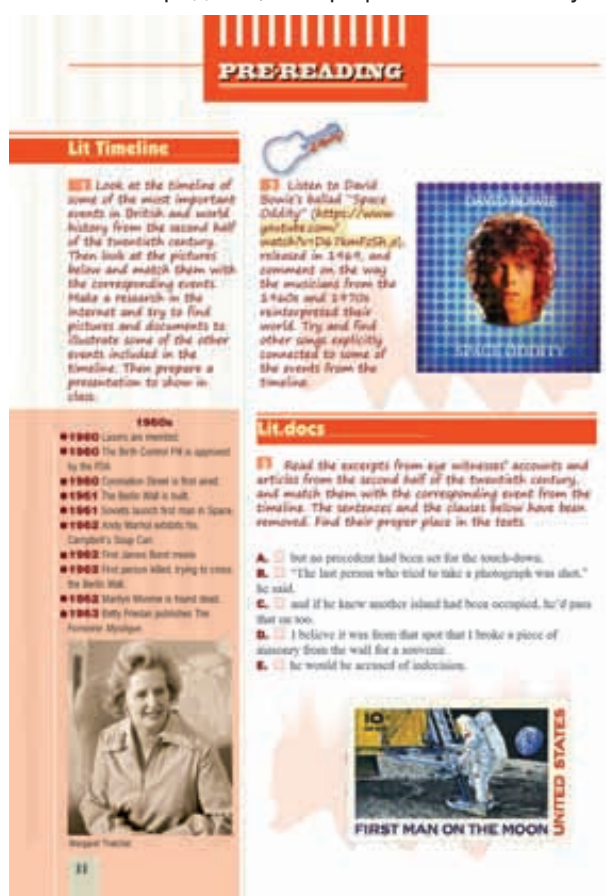 PRE-READING
Lit Timeline
Look at the timeline of
some of the most important
events in British and world
history from the second half
of the twentieth century.
Then look at the pictures
below and match them with
the corresponding events.
Make a research in the
Internet and try to find
pictures and documents to
illustrate some of the other
events included in the
timeline. Then prepare a
presentation to show in
class.
1960s
1960 Lasers are invented.
1960 The Birth Control Pill is approved
by the FDA
1960 Coronation Street is first aired.
1961 The Berlin Wall is built.
1961 Soviets launch first man in Space.
1962 Andy Warhol exhibits his
Campbell's Soup Can.
1962 First James Bond movie
1962 First person killed, trying to cross
the Berlin Wall.
1962 Marilyn Monroe is found dead.
1963 Betty Friedan publishes The
Feminine Mystique.
Margaret Thatcher
Listen to David
Bowie's ballad "Space
Oddity" (https://www
youtube.com/
released in 1969, and
comment on the way
the musicians from the
1960s and 1970s
reinterpreted their
world. Try and find
other songs explicitly
connected to some of
the events from the
timeline.
DAVID BOWIE
SPACE ODDITY
Lit.docs
Read the excerpts from eye witnesses' accounts and
articles from the second half of the twentieth century,
and match them with the corresponding event from the
timeline. The sentences and the clauses below have been
removed. Find their proper place in the texts.
A. but no precedent had been set for the touch-down.
B. "The last person who tried to take a photograph was shot,"
he said.
C. and if he knew another island had been occupied, he'd pass
that on too.
D. I believe it was from that spot that I broke a piece of
masonry from the wall for a souvenir.
E. he would be accused of indecision.
10
UNITED STATES
FIRST MAN ON THE MOON